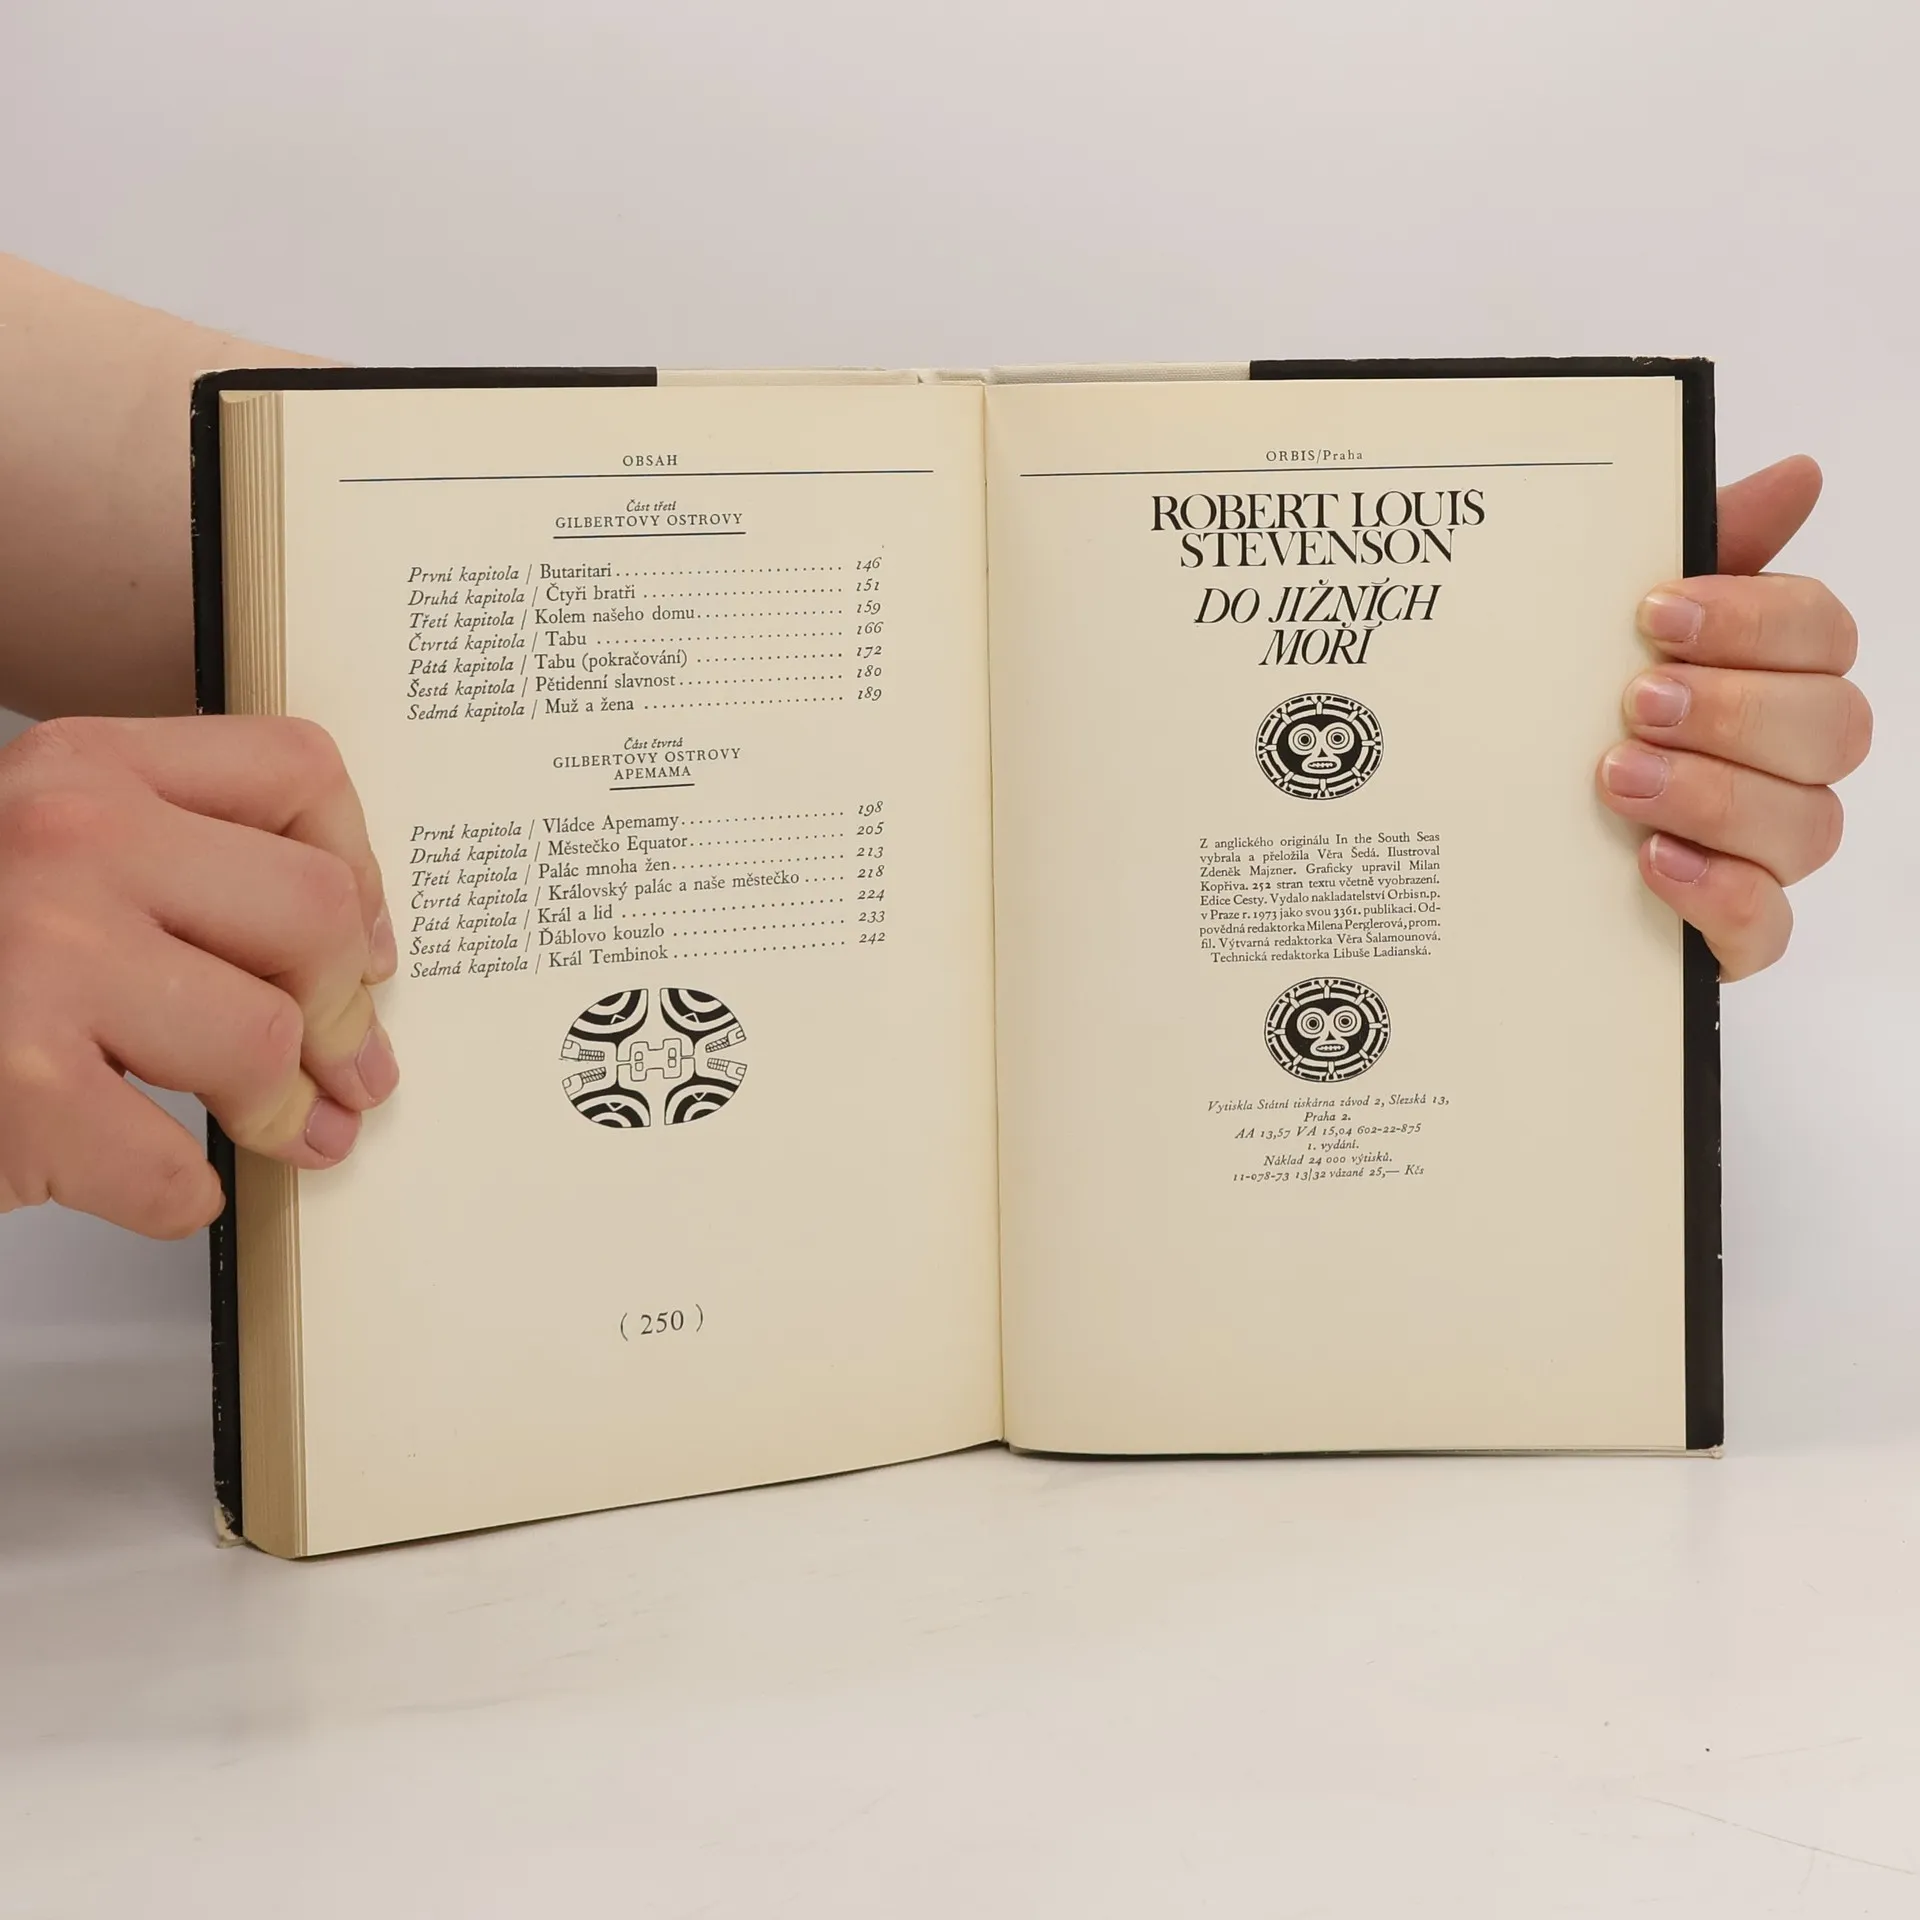 OBSAH
Část třetí
GILBERTOVY OSTROVY
První kapitola / Butaritari . . . . . . . . . . . . . . . . . . . . . . . . . 146
Druhá kapitola / Čtyři bratři . . . . . . . . . . . . . . . . . . . . . . 151
Třetí kapitola / Kolem našeho domu . . . . . . . . . . . . . . . . 159
Čtvrtá kapitola / Tabu . . . . . . . . . . . . . . . . . . . . . . . . . . 166
Pátá kapitola / Tabu (pokračování) . . . . . . . . . . . . . . . . 172
Šestá kapitola / Pětidenní slavnost . . . . . . . . . . . . . . . . . . 180
Sedmá kapitola / Muž a žena . . . . . . . . . . . . . . . . . . . . . . 189
Část čtvrtá
GILBERTOVY OSTROVY
APEMAMA
První kapitola / Vládce Apemamy . . . . . . . . . . . . . . . . . . 198
Druhá kapitola / Městečko Equator . . . . . . . . . . . . . . . . . 205
Třetí kapitola / Palác mnoha žen . . . . . . . . . . . . . . . . . . . 213
Čtvrtá kapitola / Královský palác a naše městečko . . . . . 218
Pátá kapitola / Král a lid . . . . . . . . . . . . . . . . . . . . . . . . 224
Šestá kapitola / Ďáblovo kouzlo . . . . . . . . . . . . . . . . . . . 233
Sedmá kapitola / Král Tembinok . . . . . . . . . . . . . . . . . . . 242
( 250 )
ORBIS/Praha
ROBERT LOUIS
STEVENSON
DO JIŽNÍCH
MOŘÍ
Z anglického originálu In the South Seas
vybrala a přeložila Věra Šedá. Ilustroval
Zdeněk Majzner. Graficky upravil Milan
Kopřiva. 252 stran textu včetně vyobrazení.
Edice Cesty. Vydalo nakladatelství Orbis n.p.
v Praze r. 1973 jako svou 3361. publikaci. Od-
povědná redaktorka Milena Perglerová, prom.
fil. Výtvarná redaktorka Věra Šalamounová.
Technická redaktorka Libuše Ladianská.
Vytiskla Státní tiskárna závod 2, Slezská 13,
Praha 2.
AA 13,57 VA 15,04 602-22-875
1. vydání.
Náklad 24 000 výtisků.
11-078-73 13/32 vázané 25,— Kčs